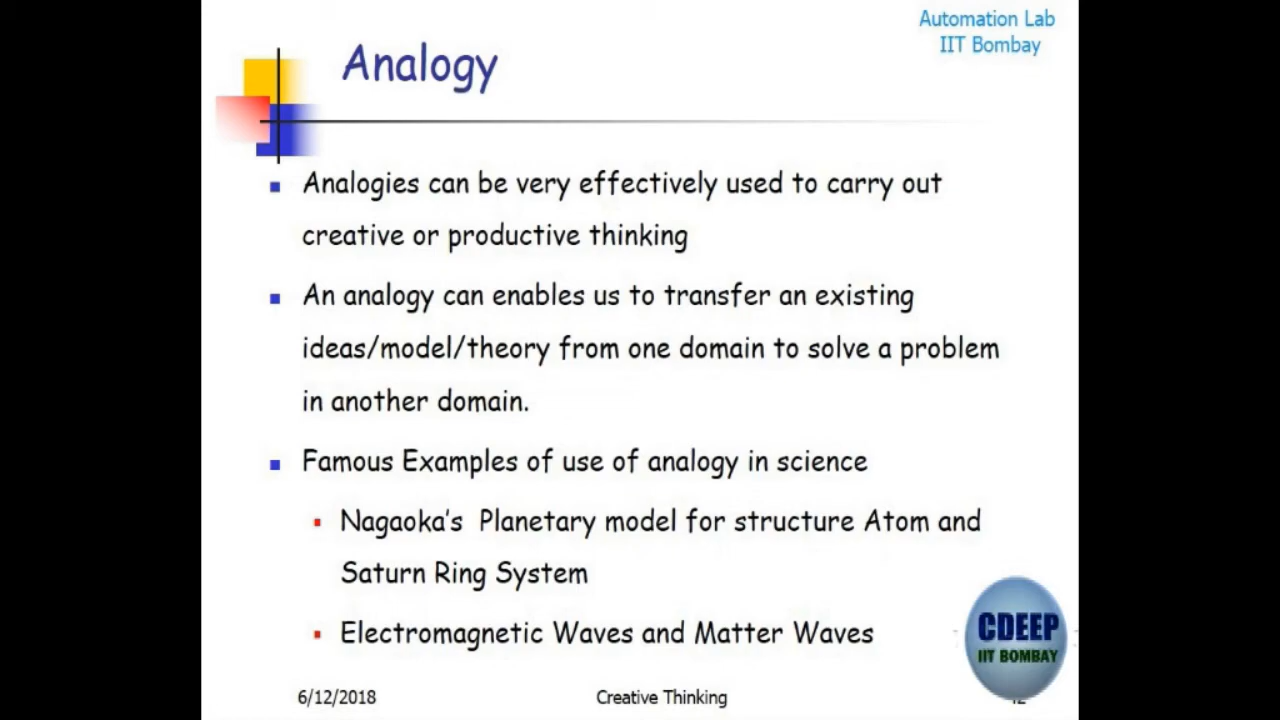 Automation Lab
IIT Bombay
Analogy
Analogies can be very effectively used to carry out
creative or productive thinking
An analogy can enables us to transfer an existing
ideas/model/theory from one domain to solve a problem
in another domain.
Famous Examples of use of analogy in science
Nagaoka's Planetary model for structure Atom and
Saturn Ring System
Electromagnetic Waves and Matter Waves
CDEEP
IIT BOMBAY
6/12/2018
Creative Thinking